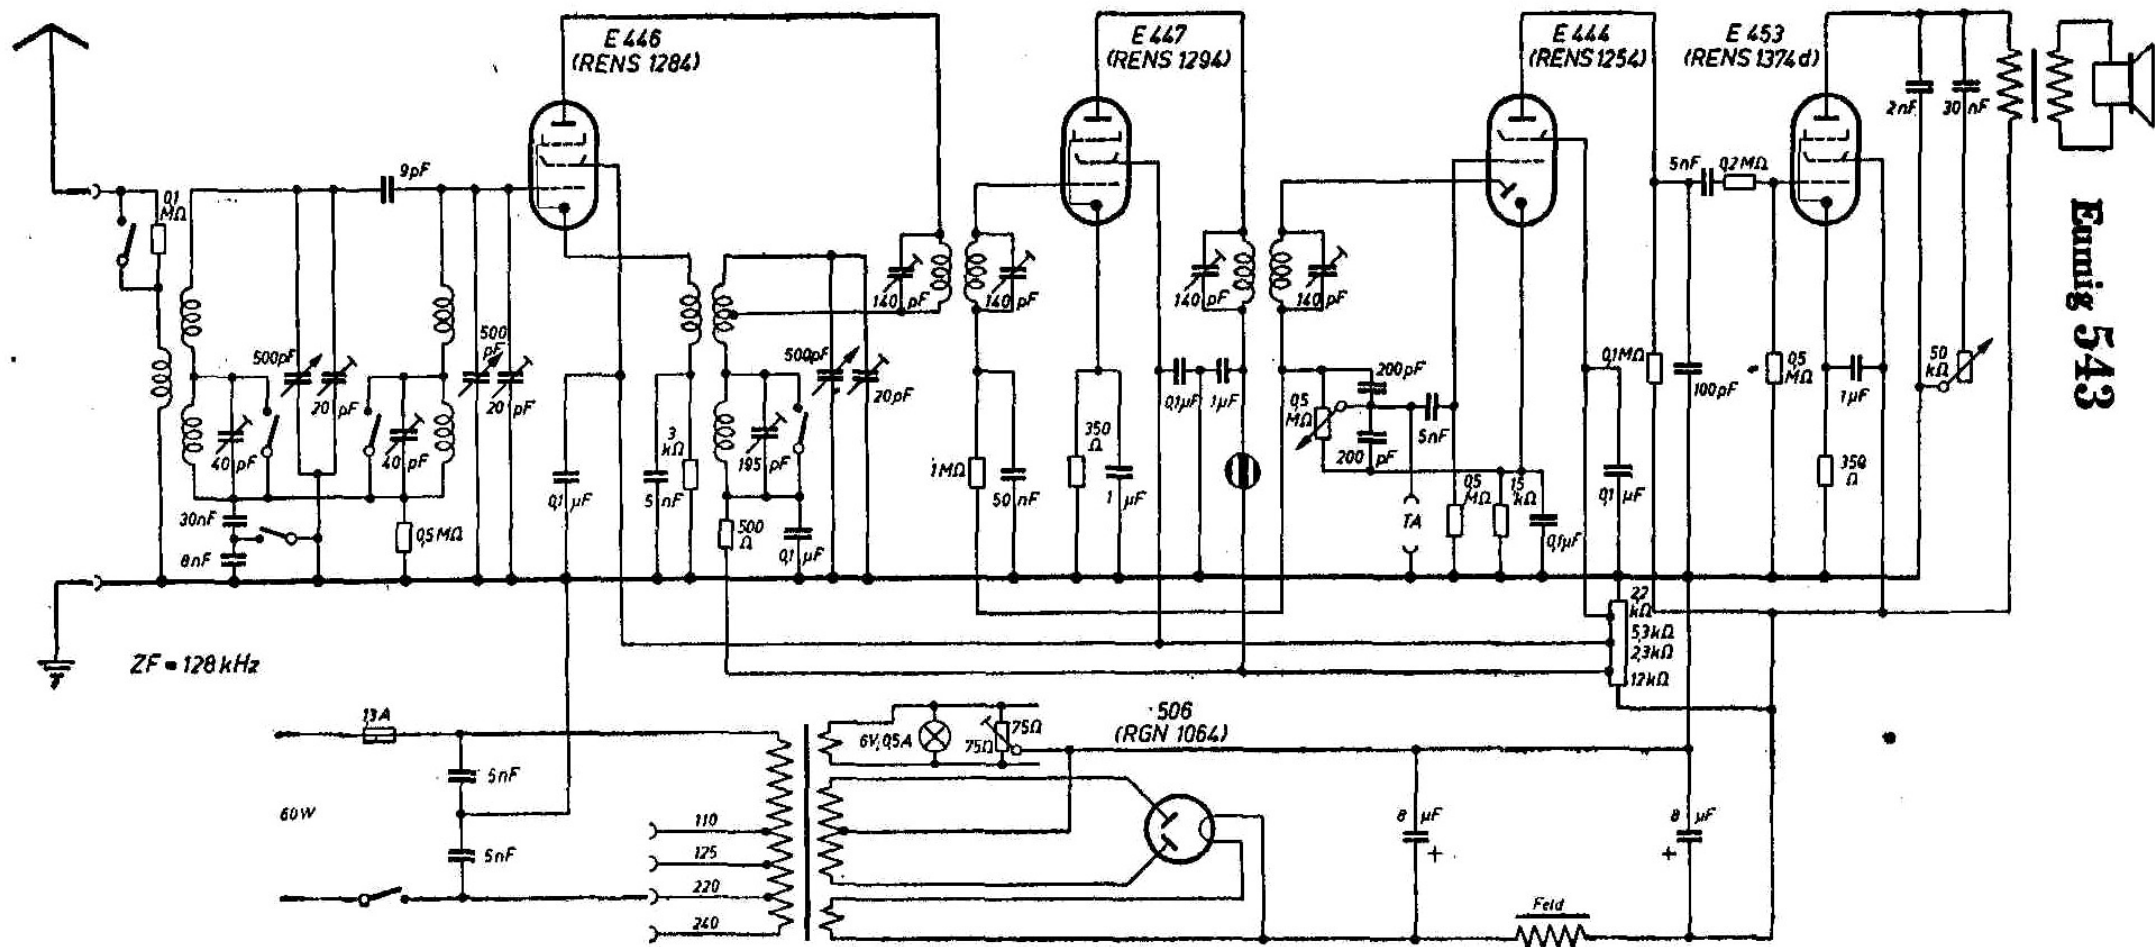 E 446
(RENS 1284)
E 447
(RENS 1294)
E 444
(RENS 1254)
E 453
(RENS 1374d)
2nF
30nF
Eumig 543
9pF
5nF
0,2MΩ
0,1
MΩ
140 pF
140 pF
140 pF
140 pF
500pF
500
pF
500pF
20 pF
20 pF
20pF
40 pF
40 pF
195 pF
3
kΩ
0,1 µF
5 nF
500
Ω
0,1 µF
30nF
8nF
0,5MΩ
1MΩ
50 nF
350
Ω
1 µF
0,1µF
1µF
200pF
0,5
MΩ
200 pF
5nF
TA
0,5
MΩ
15
kΩ
0,1µF
0,1 µF
0,1MΩ
100pF
0,5
MΩ
1µF
350
Ω
50
kΩ
2,2
kΩ
5,3kΩ
2,3kΩ
12kΩ
ZF = 128 kHz
1,3A
5nF
5nF
60W
110
125
220
240
6V,0,5A
75Ω
75Ω
506
(RGN 1064)
8 µF
+
8 µF
+
Feld